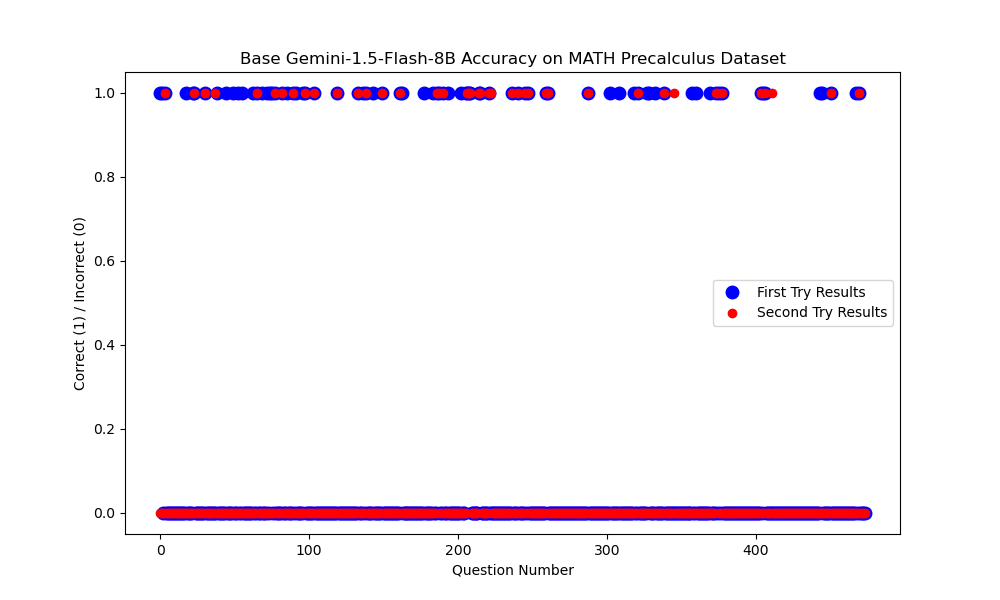 Base Gemini-1.5-Flash-8B Accuracy on MATH Precalculus Dataset
1.0
0.8
0.6
0.4
0.2
0.0
Correct (1) / Incorrect (0)
First Try Results
Second Try Results
0 100 200 300 400
Question Number